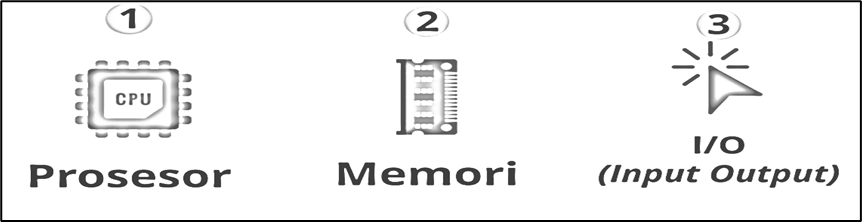 1
CPU
Prosesor
2
Memori
3
I/O
(Input Output)